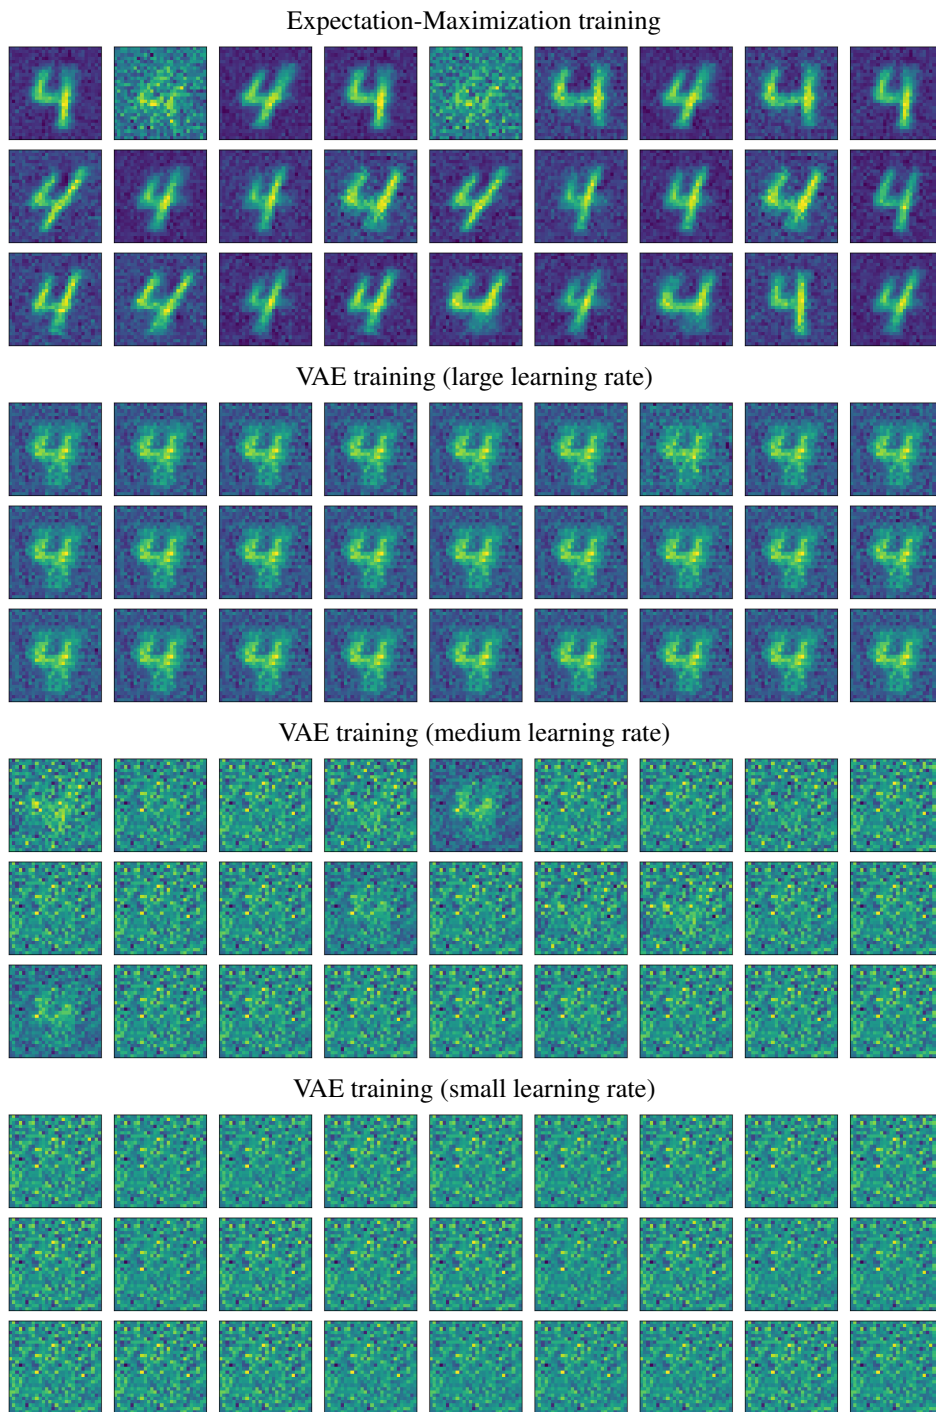 Expectation-Maximization training
VAE training (large learning rate)
VAE training (medium learning rate)
VAE training (small learning rate)